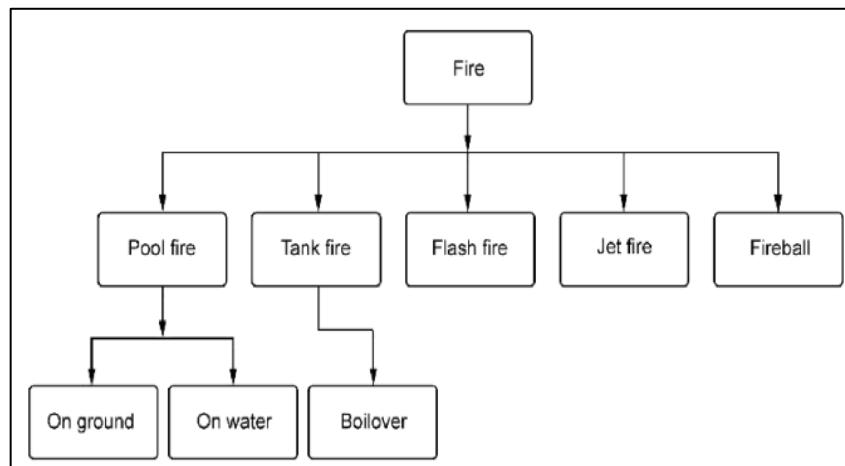 Fire
Pool fire
Tank fire
Flash fire
Jet fire
Fireball
On ground
On water
Boilover